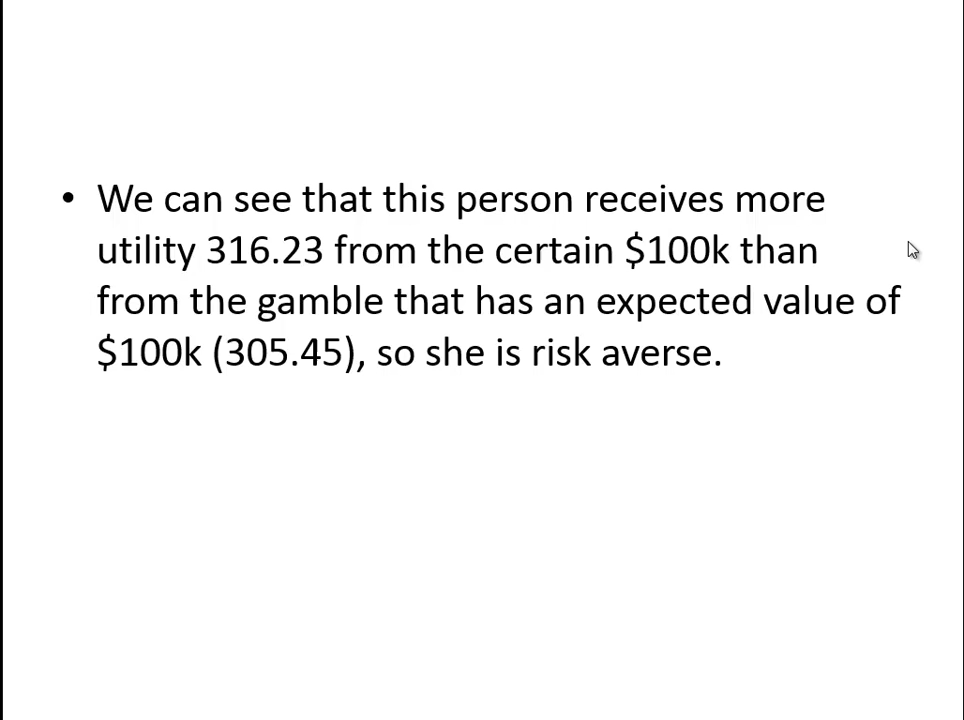 • We can see that this person receives more
utility 316.23 from the certain $100k than
from the gamble that has an expected value of
$100k (305.45), so she is risk averse.